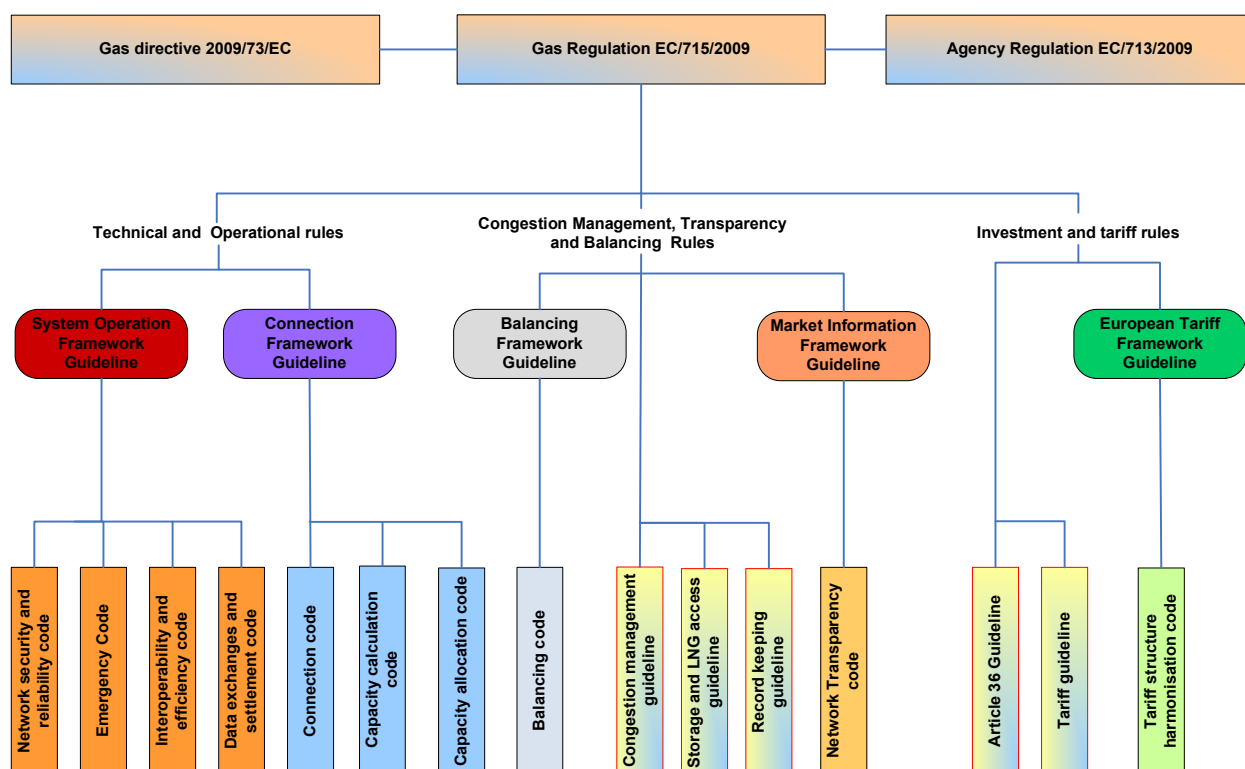 Gas directive 2009/73/EC
Gas Regulation EC/715/2009
Agency Regulation EC/713/2009
Technical and Operational rules
Congestion Management, Transparency
and Balancing Rules
Investment and tariff rules
System Operation
Framework
Guideline
Connection
Framework
Guideline
Balancing
Framework
Guideline
Market Information
Framework
Guideline
European Tariff
Framework
Guideline
Network security and
reliability code
Emergency Code
Interoperability and
efficiency code
Data exchanges and
settlement code
Connection code
Capacity calculation
code
Capacity allocation code
Balancing code
Congestion management
guideline
Storage and LNG access
guideline
Record keeping
guideline
Network Transparency
code
Article 36 Guideline
Tariff guideline
Tariff structure
harmonisation code